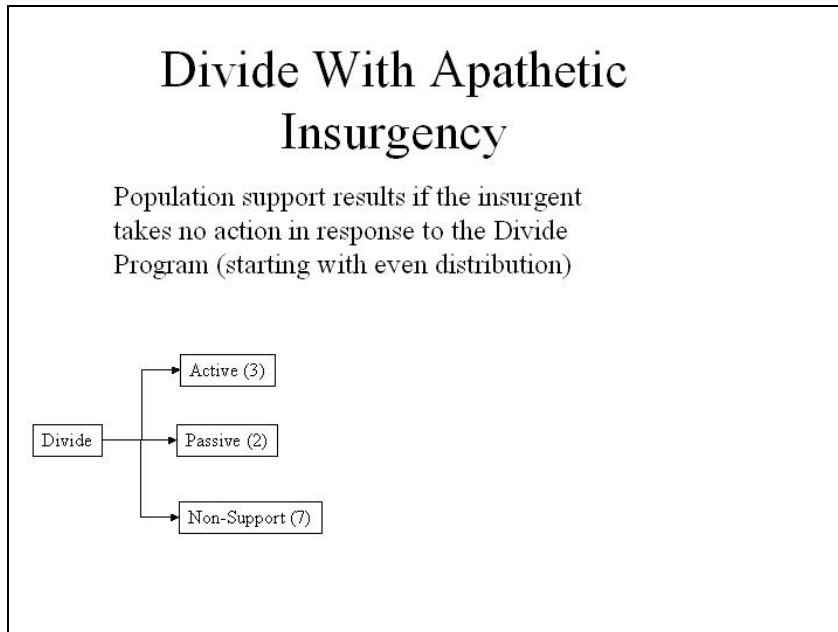 Divide With Apathetic
Insurgency
Population support results if the insurgent
takes no action in response to the Divide
Program (starting with even distribution)
Active (3)
Divide
Passive (2)
Non-Support (7)